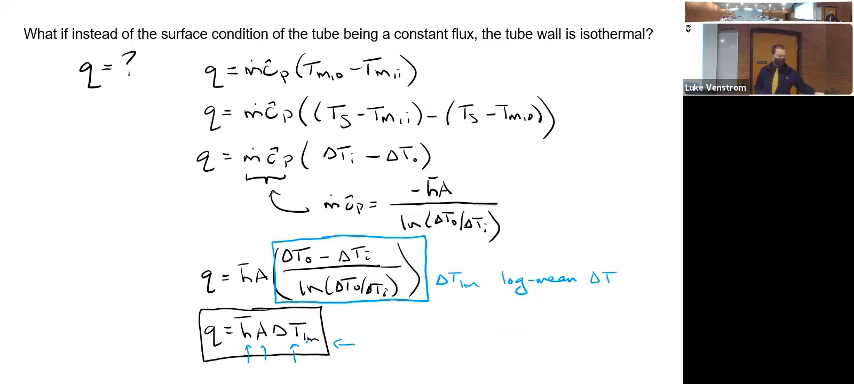 What if instead of the surface condition of the tube being a constant flux, the tube wall is isothermal?
q = ?
q = ṁĉp(Tm,o − Tm,i)
q = ṁĉp((Ts − Tm,i) − (Ts − Tm,o))
q = ṁĉp(ΔTi − ΔTo)
ṁĉp = −h̄A / ln(ΔTo/ΔTi)
q = h̄A((ΔTo − ΔTi) / ln(ΔTo/ΔTi)) ΔTlm log-mean ΔT
q = h̄AΔTlm ←
Luke Venstrom